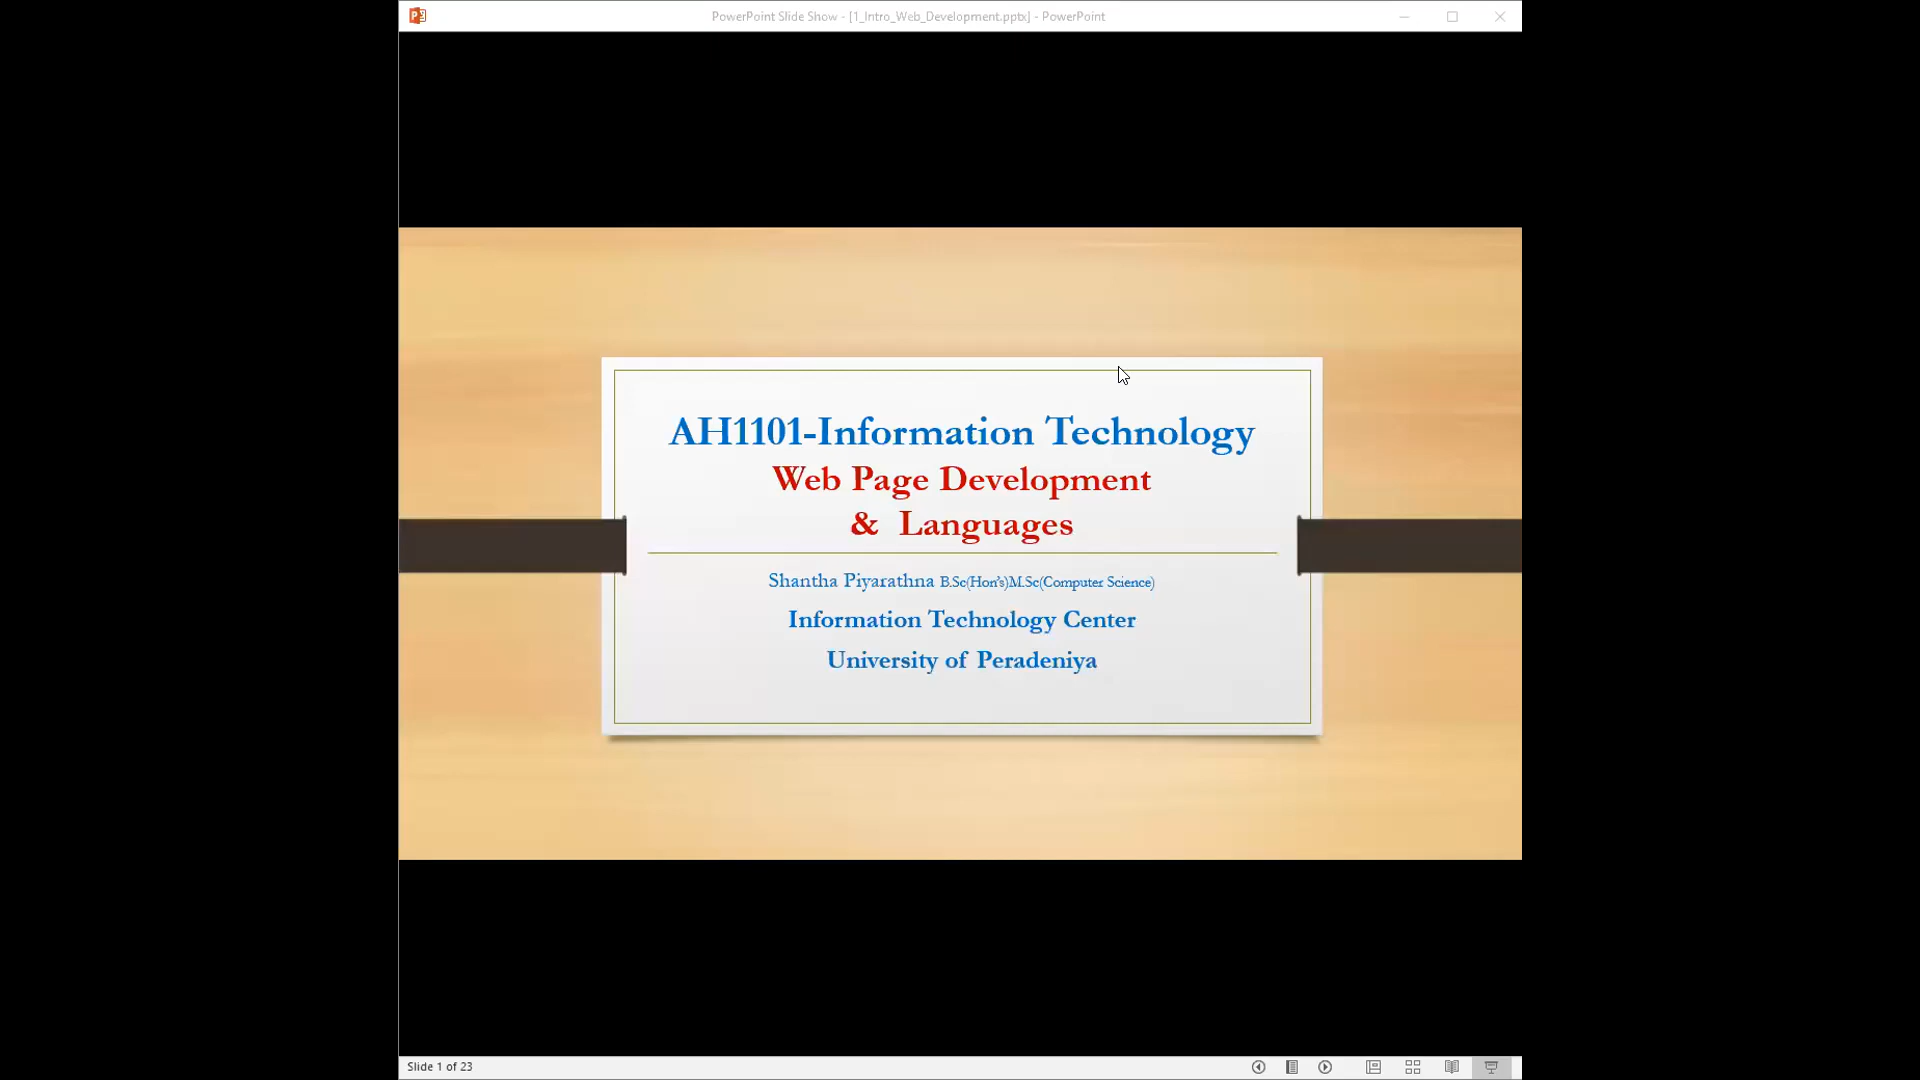 PowerPoint Slide Show - [1_Intro_Web_Development.pptx] - PowerPoint
AH1101-Information Technology
Web Page Development
& Languages
Shantha Piyarathna B.Sc(Hon's)M.Sc(Computer Science)
Information Technology Center
University of Peradeniya
Slide 1 of 23